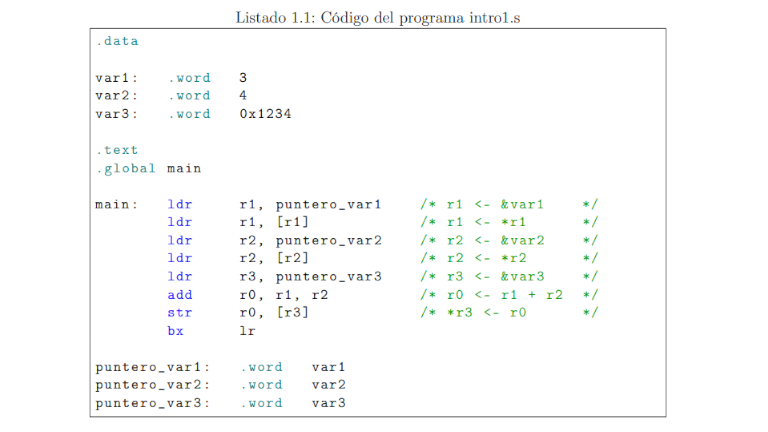 Listado 1.1: Código del programa intro1.s
.data
var1: .word 3
var2: .word 4
var3: .word 0x1234
.text
.global main
main: ldr r1, puntero_var1 /* r1 <- &var1 */
ldr r1, [r1] /* r1 <- *r1 */
ldr r2, puntero_var2 /* r2 <- &var2 */
ldr r2, [r2] /* r2 <- *r2 */
ldr r3, puntero_var3 /* r3 <- &var3 */
add r0, r1, r2 /* r0 <- r1 + r2 */
str r0, [r3] /* *r3 <- r0 */
bx lr
puntero_var1: .word var1
puntero_var2: .word var2
puntero_var3: .word var3